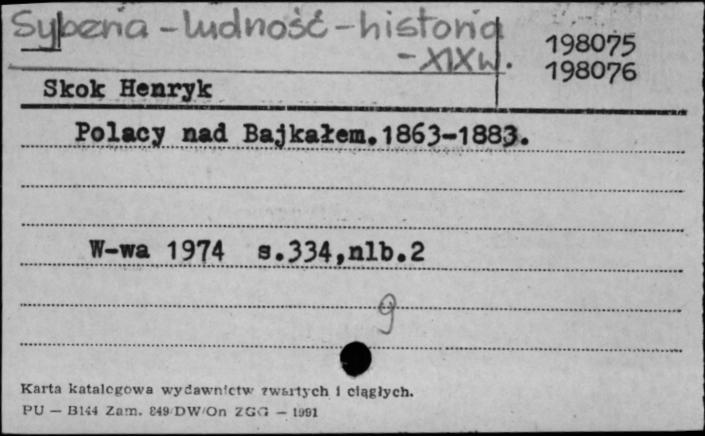 Syberia - ludność - historia
- XIX w.
198075
198076
Skok Henryk
Polacy nad Bajkałem.1863-1883.
W-wa 1974 s.334,nlb.2
9
Karta katalogowa wydawnictw zwartych i ciągłych.
PU — B144 Zam. 849/DW/On ZGG — 1991